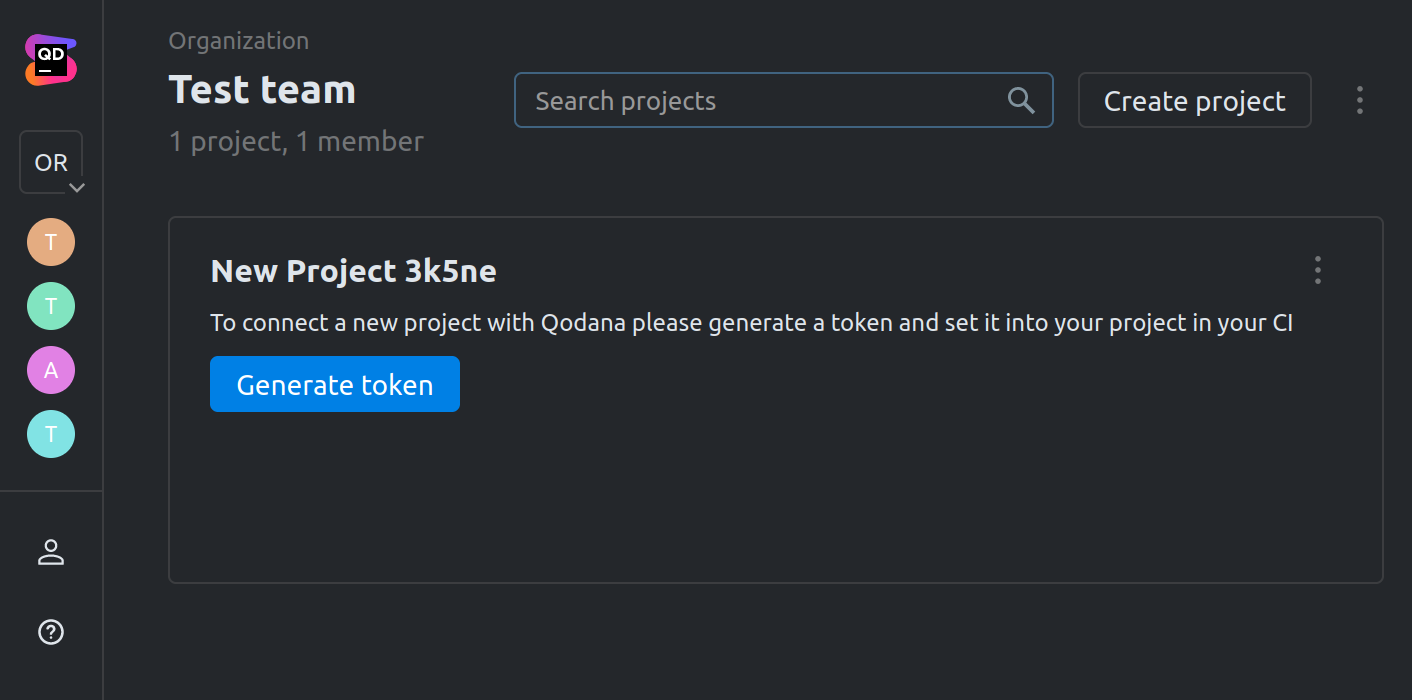 QD
OR
T
T
A
T
Organization
Test team
1 project, 1 member
Search projects
Create project
New Project 3k5ne
To connect a new project with Qodana please generate a token and set it into your project in your CI
Generate token